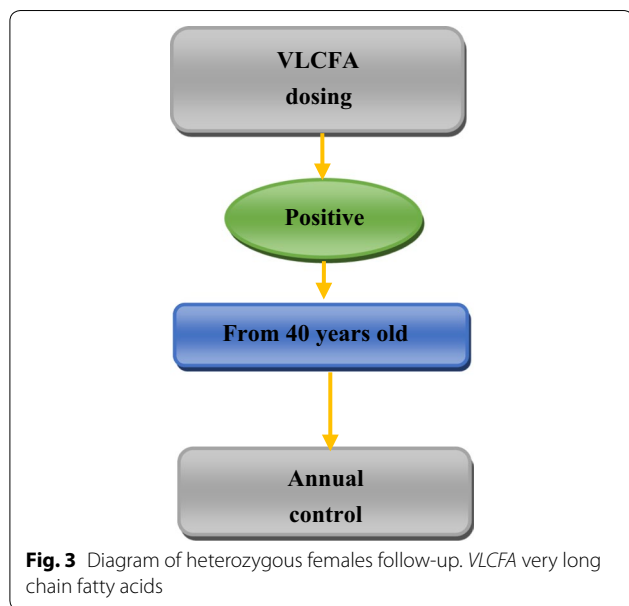 VLCFA
dosing
Positive
From 40 years old
Annual
control
Fig. 3 Diagram of heterozygous females follow-up. VLCFA very long
chain fatty acids